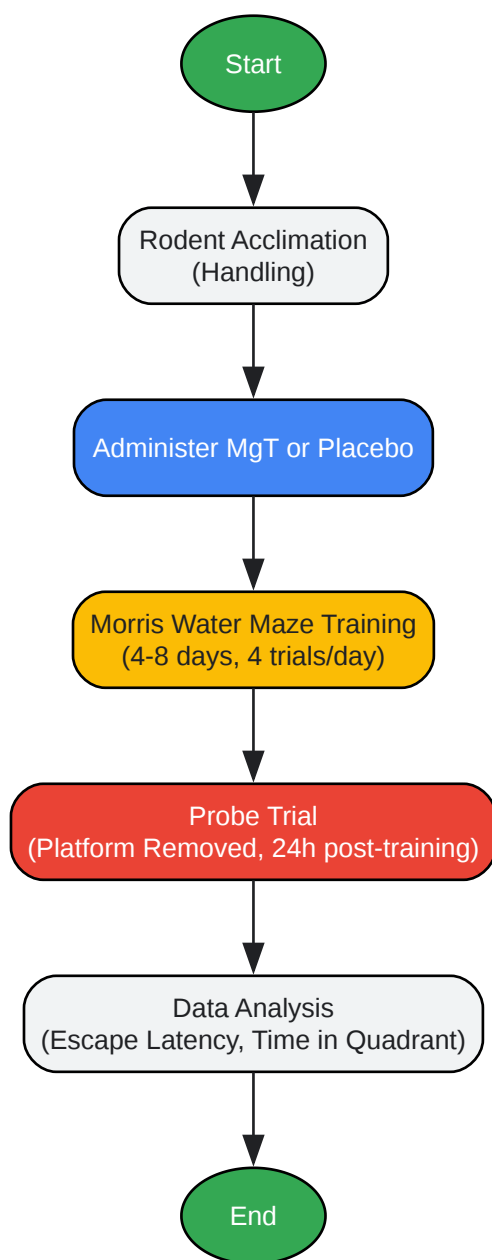 Start
Rodent Acclimation
(Handling)
Administer MgT or Placebo
Morris Water Maze Training
(4-8 days, 4 trials/day)
Probe Trial
(Platform Removed, 24h post-training)
Data Analysis
(Escape Latency, Time in Quadrant)
End